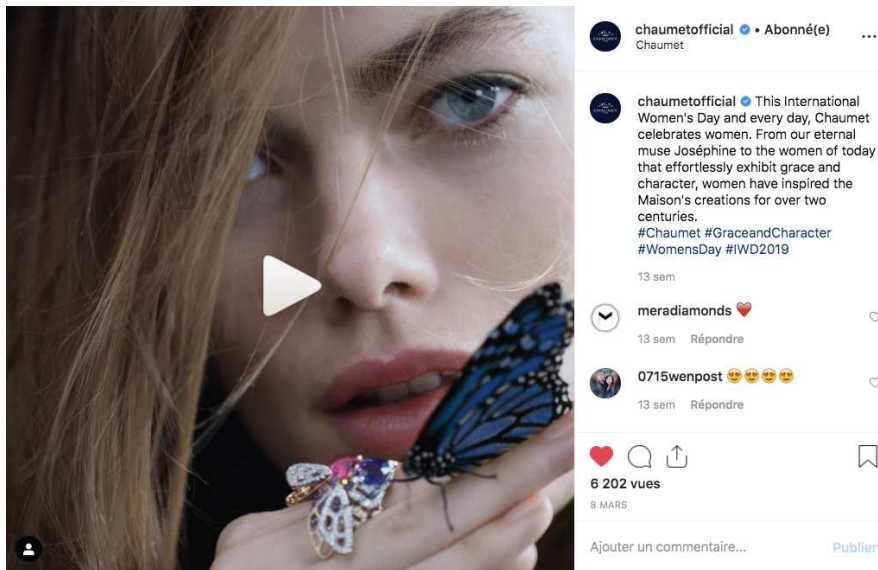 chaumetofficial • Abonné(e)
Chaumet
chaumetofficial This International
Women's Day and every day, Chaumet
celebrates women. From our eternal
muse Joséphine to the women of today
that effortlessly exhibit grace and
character, women have inspired the
Maison's creations for over two
centuries.
#Chaumet #GraceandCharacter
#WomensDay #IWD2019
13 sem
meradiamonds ❤️
13 sem Répondre
0715wenpost 😍😍😍😍
13 sem Répondre
6 202 vues
8 MARS
Ajouter un commentaire... Publier